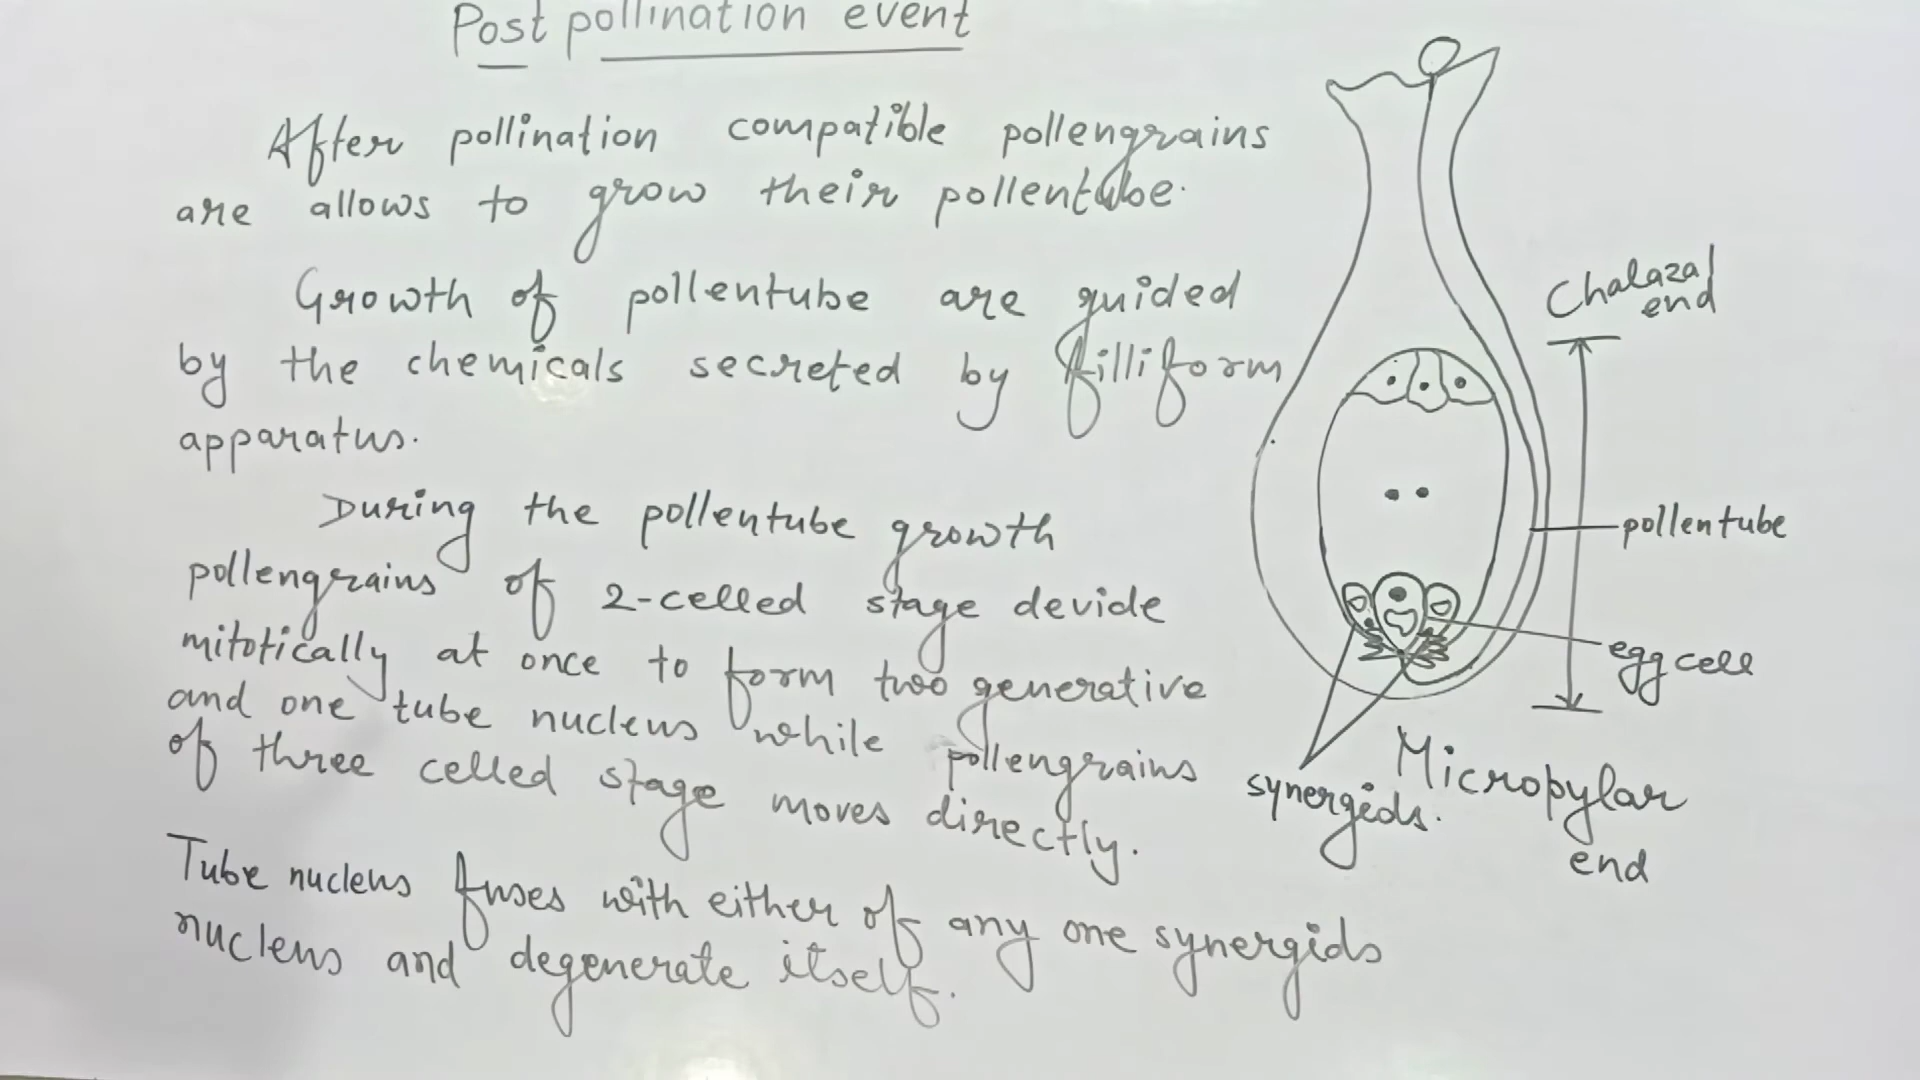 Post pollination event
After pollination compatible pollengrains
are allows to grow their pollentube.
Growth of pollentube are guided
by the chemicals secreted by filliform
apparatus.
During the pollentube growth
pollengrains of 2-celled stage devide
mitotically at once to form two generative
and one tube nucleus while pollengrains
of three celled stage moves directly.
Tube nucleus fuses with either of any one synergids
nucleus and degenerate itself.
Chalazal
end
pollentube
egg cell
synergids.
Micropylar
end